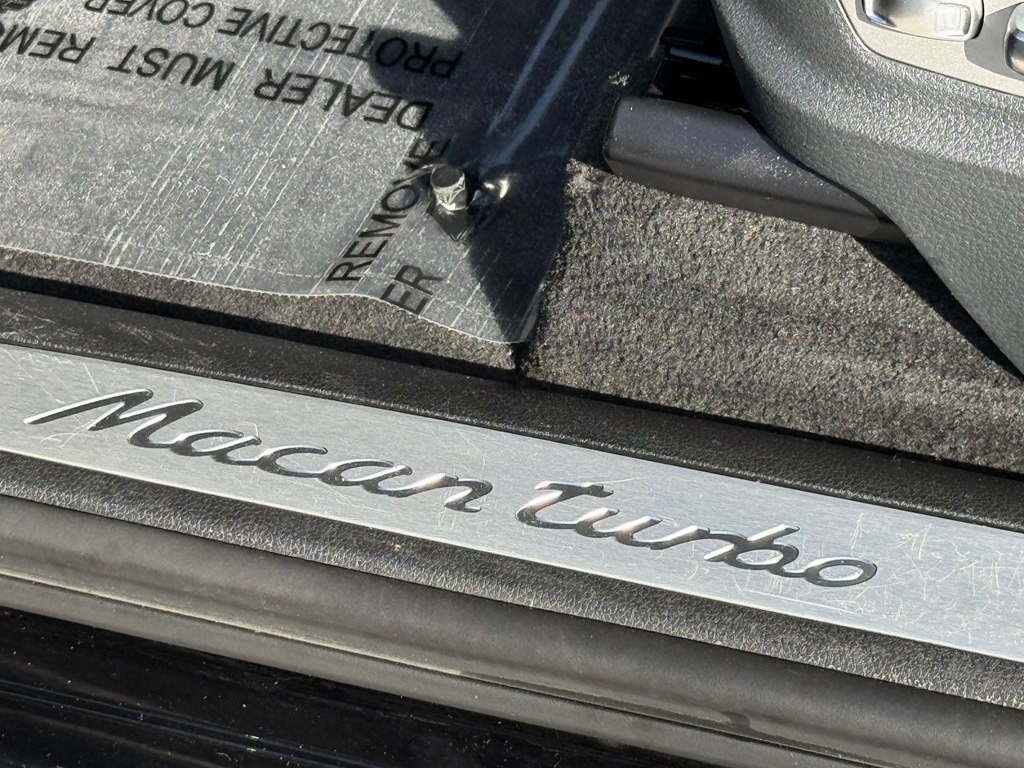 PROTECTIVE COVER
DEALER MUST REMO
REMOVE
ER
Macan turbo